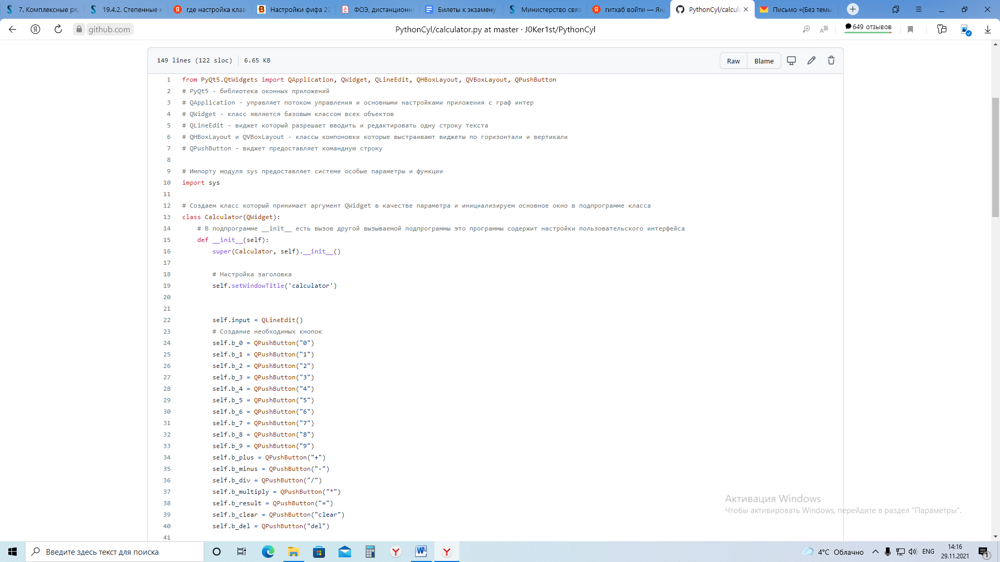 7. Комплексные ря
19.4.2. Степенные
где настройка клав
Настройки фифа 22
ФОЭ, дистанционн
Билеты к экзамену
Министерство связ
гитхаб войти — Ян
PythonCyl/calcula
Письмо «(Без темы
github.com
PythonCyl/calculator.py at master · J0Ker1st/PythonCyl
649 отзывов
149 lines (122 sloc) 6.65 KB
Raw Blame
1 from PyQt5.QtWidgets import QApplication, QWidget, QLineEdit, QHBoxLayout, QVBoxLayout, QPushButton
2 # PyQt5 - библиотека оконных приложений
3 # QApplication - управляет потоком управления и основными настройками приложения с граф интер
4 # QWidget - класс является базовым классом всех объектов
5 # QLineEdit - виджет который разрешает вводить и редактировать одну строку текста
6 # QHBoxLayout и QVBoxLayout - классы компоновки которые выстраивают виджеты по горизонтали и вертикали
7 # QPushButton - виджет предоставляет командную строку
8
9 # Импорту модуля sys предоставляет системе особые параметры и функции
10 import sys
11
12 # Создаем класс который принимает аргумент QWidget в качестве параметра и инициализируем основное окно в подпрограмме класса
13 class Calculator(QWidget):
14 # В подпрограмме __init__ есть вызов другой вызываемой подпрограммы это программы содержит настройки пользовательского интерфейса
15 def __init__(self):
16 super(Calculator, self).__init__()
17
18 # Настройка заголовка
19 self.setWindowTitle('calculator')
20
21
22 self.input = QLineEdit()
23 # Создание необходимых кнопок
24 self.b_0 = QPushButton("0")
25 self.b_1 = QPushButton("1")
26 self.b_2 = QPushButton("2")
27 self.b_3 = QPushButton("3")
28 self.b_4 = QPushButton("4")
29 self.b_5 = QPushButton("5")
30 self.b_6 = QPushButton("6")
31 self.b_7 = QPushButton("7")
32 self.b_8 = QPushButton("8")
33 self.b_9 = QPushButton("9")
34 self.b_plus = QPushButton("+")
35 self.b_minus = QPushButton("-")
36 self.b_div = QPushButton("/")
37 self.b_multiply = QPushButton("*")
38 self.b_result = QPushButton("=")
39 self.b_clear = QPushButton("clear")
40 self.b_del = QPushButton("del")
41
Активация Windows
Чтобы активировать Windows, перейдите в раздел "Параметры".
Введите здесь текст для поиска
4°C Облачно
ENG
14:16
29.11.2021
1